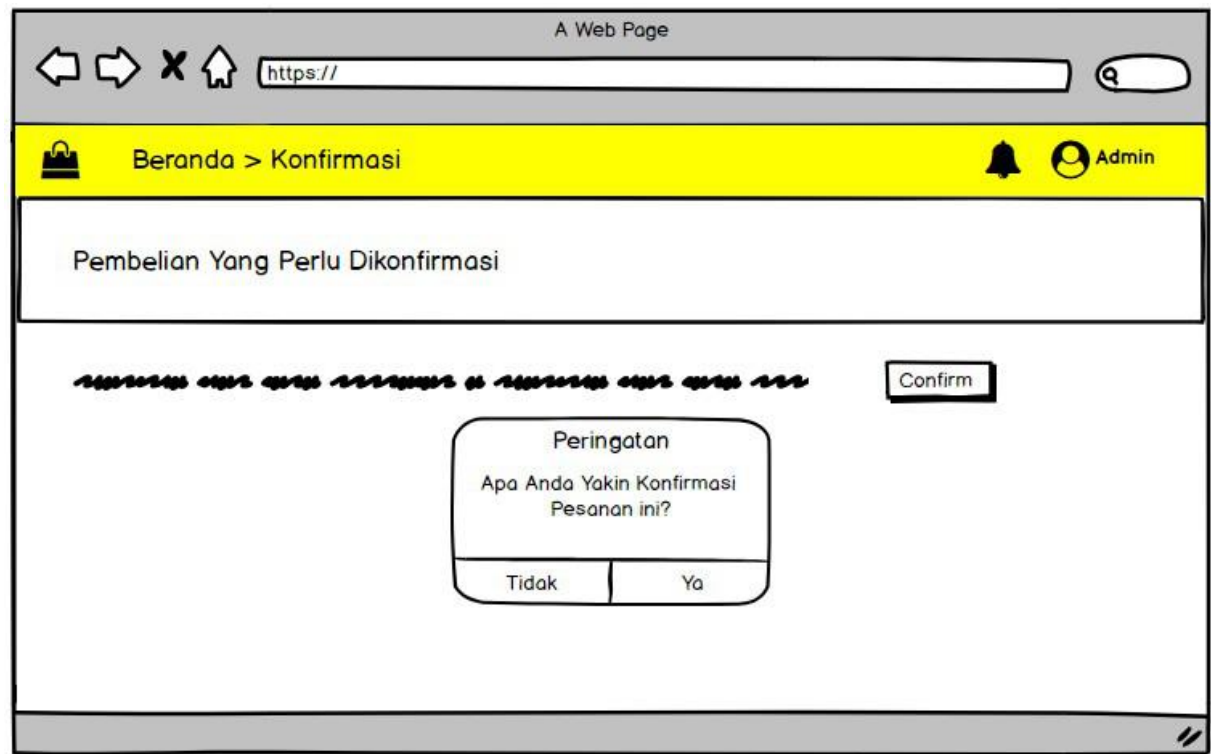 A Web Page
https://
Beranda > Konfirmasi
Admin
Pembelian Yang Perlu Dikonfirmasi
Confirm
Peringatan
Apa Anda Yakin Konfirmasi
Pesanan ini?
Tidak
Ya